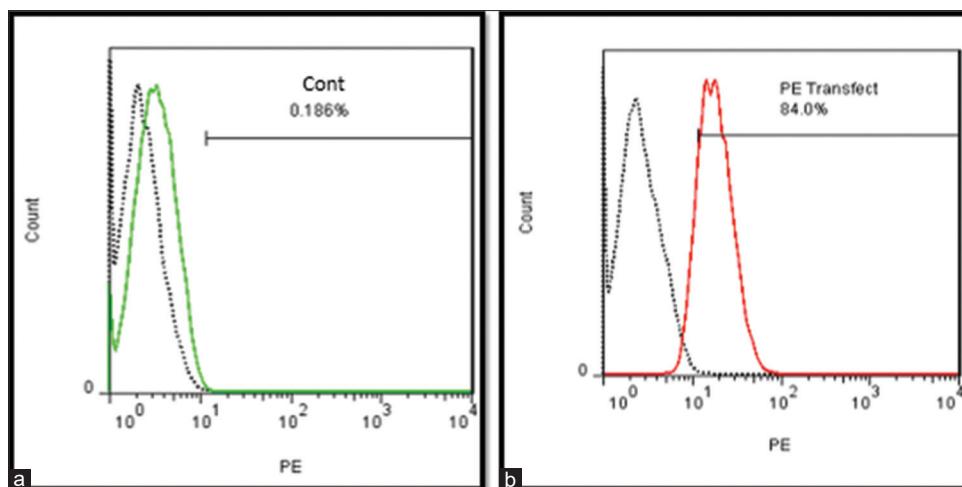 Cont
0.186%
Count
0
10⁰ 10¹ 10² 10³ 10⁴
PE
a
PE Transfect
84.0%
Count
0
10⁰ 10¹ 10² 10³ 10⁴
PE
b